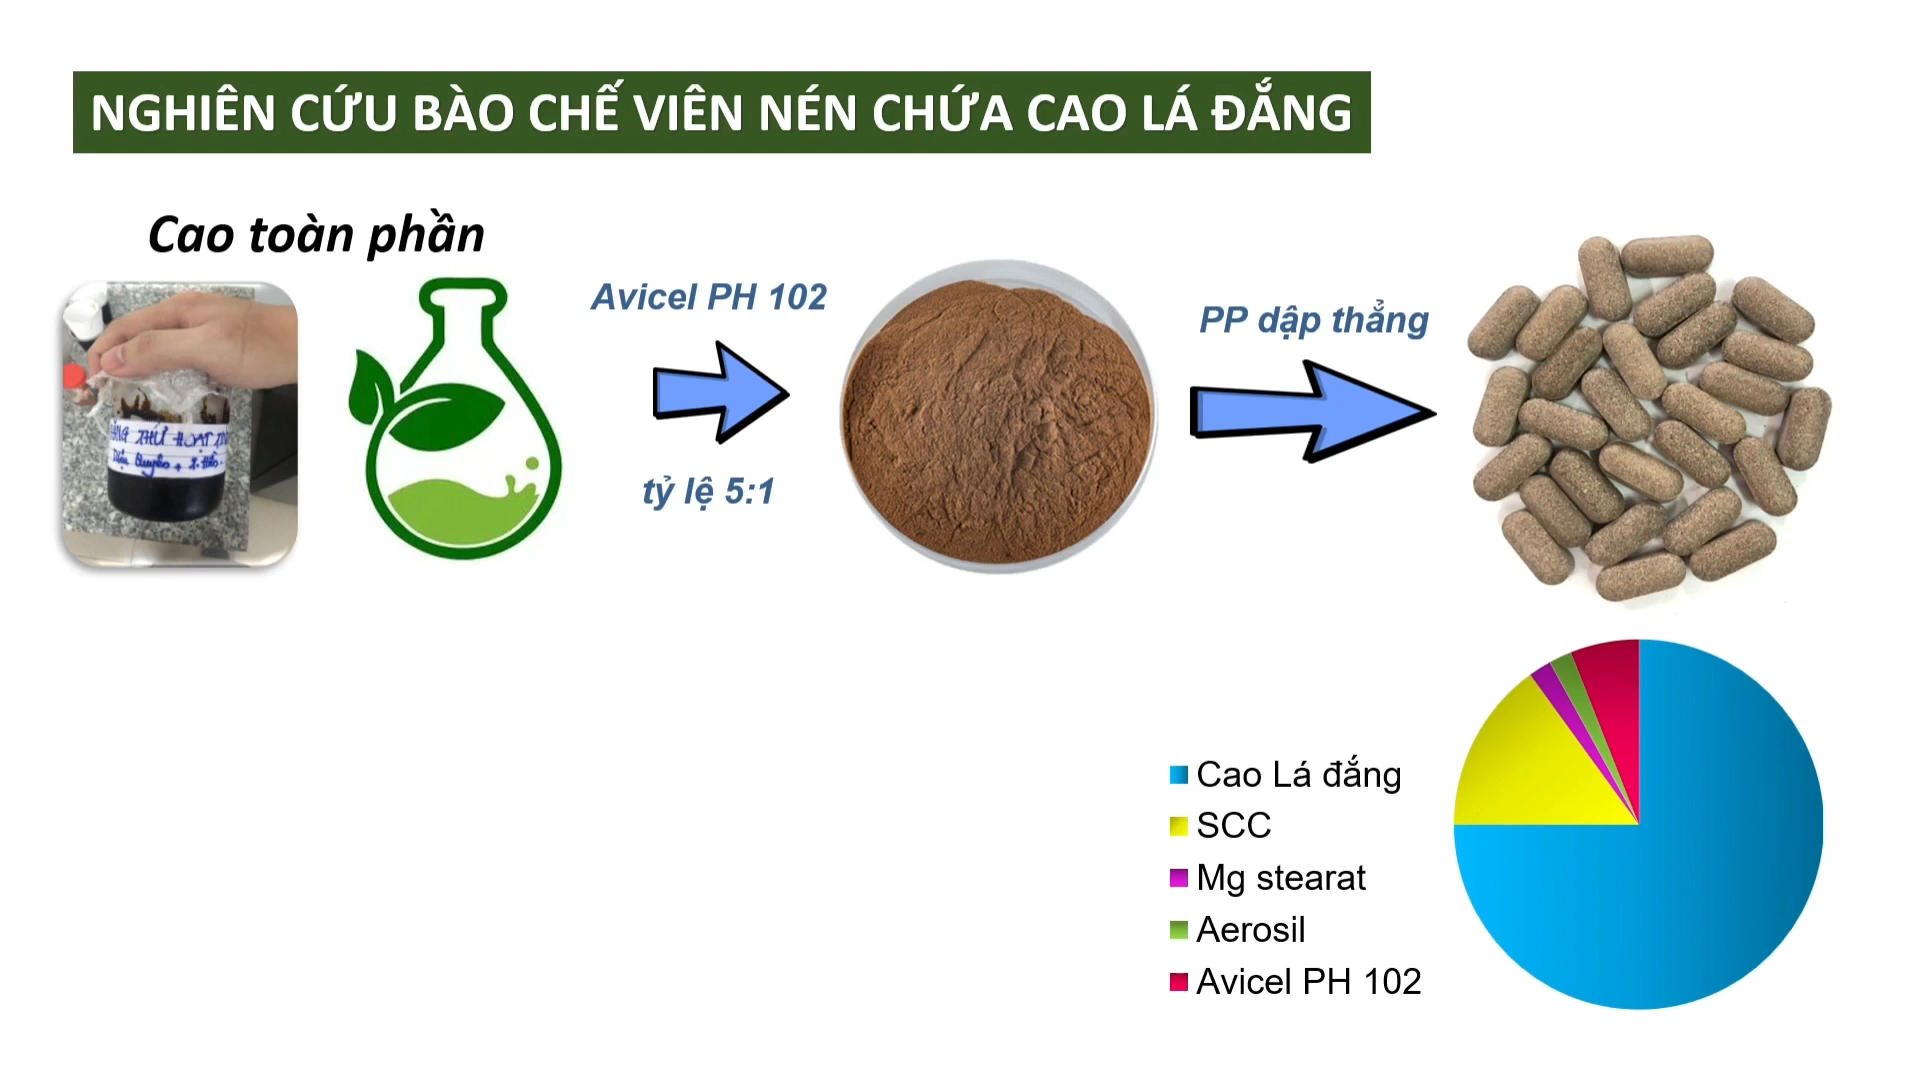 NGHIÊN CỨU BÀO CHẾ VIÊN NÉN CHỨA CAO LÁ ĐẮNG
Cao toàn phần
Avicel PH 102
tỷ lệ 5:1
PP dập thẳng
Cao Lá đắng
SCC
Mg stearat
Aerosil
Avicel PH 102